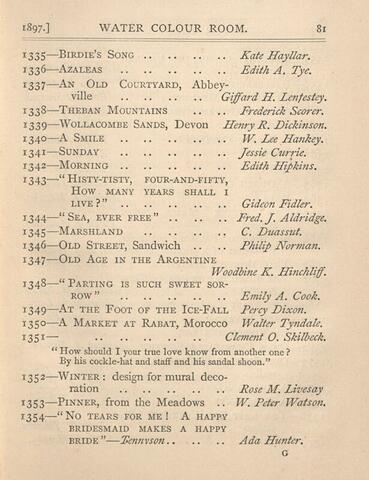 1897.] WATER COLOUR ROOM. 81
1335—Birdie's Song .. .. .. .. Kate Hayllar.
1336—Azaleas .. .. .. .. Edith A. Tye.
1337—An Old Courtyard, Abbey-
ville .. .. .. Giffard H. Lenfestey.
1338—Theban Mountains .. .. Frederick Scorer.
1339—Wollacombe Sands, Devon Henry R. Dickinson.
1340—A Smile .. .. .. .. W. Lee Hankey.
1341—Sunday .. .. .. .. Jessie Currie.
1342—Morning .. .. .. .. Edith Hipkins.
1343—“Histy-tisty, four-and-fifty,
How many years shall I
live?” .. .. .. .. Gideon Fidler.
1344—“Sea, ever free” .. .. Fred. J. Aldridge.
1345—Marshland .. .. .. C. Duassut.
1346—Old Street, Sandwich .. .. Philip Norman.
1347—Old Age in the Argentine
Woodbine K. Hinchliff.
1348—“Parting is such sweet sor-
row” .. .. .. .. Emily A. Cook.
1349—At the Foot of the Ice-Fall Percy Dixon.
1350—A Market at Rabat, Morocco Walter Tyndale.
1351— .. .. .. .. Clement O. Skilbeck.
“How should I your true love know from another one?
By his cockle-hat and staff and his sandal shoon.”
1352—Winter: design for mural deco-
ration .. .. .. Rose M. Livesay
1353—Pinner, from the Meadows .. W. Peter Watson.
1354—“No tears for me! A happy
bridesmaid makes a happy
bride”—Tennyson .. .. .. Ada Hunter.
G